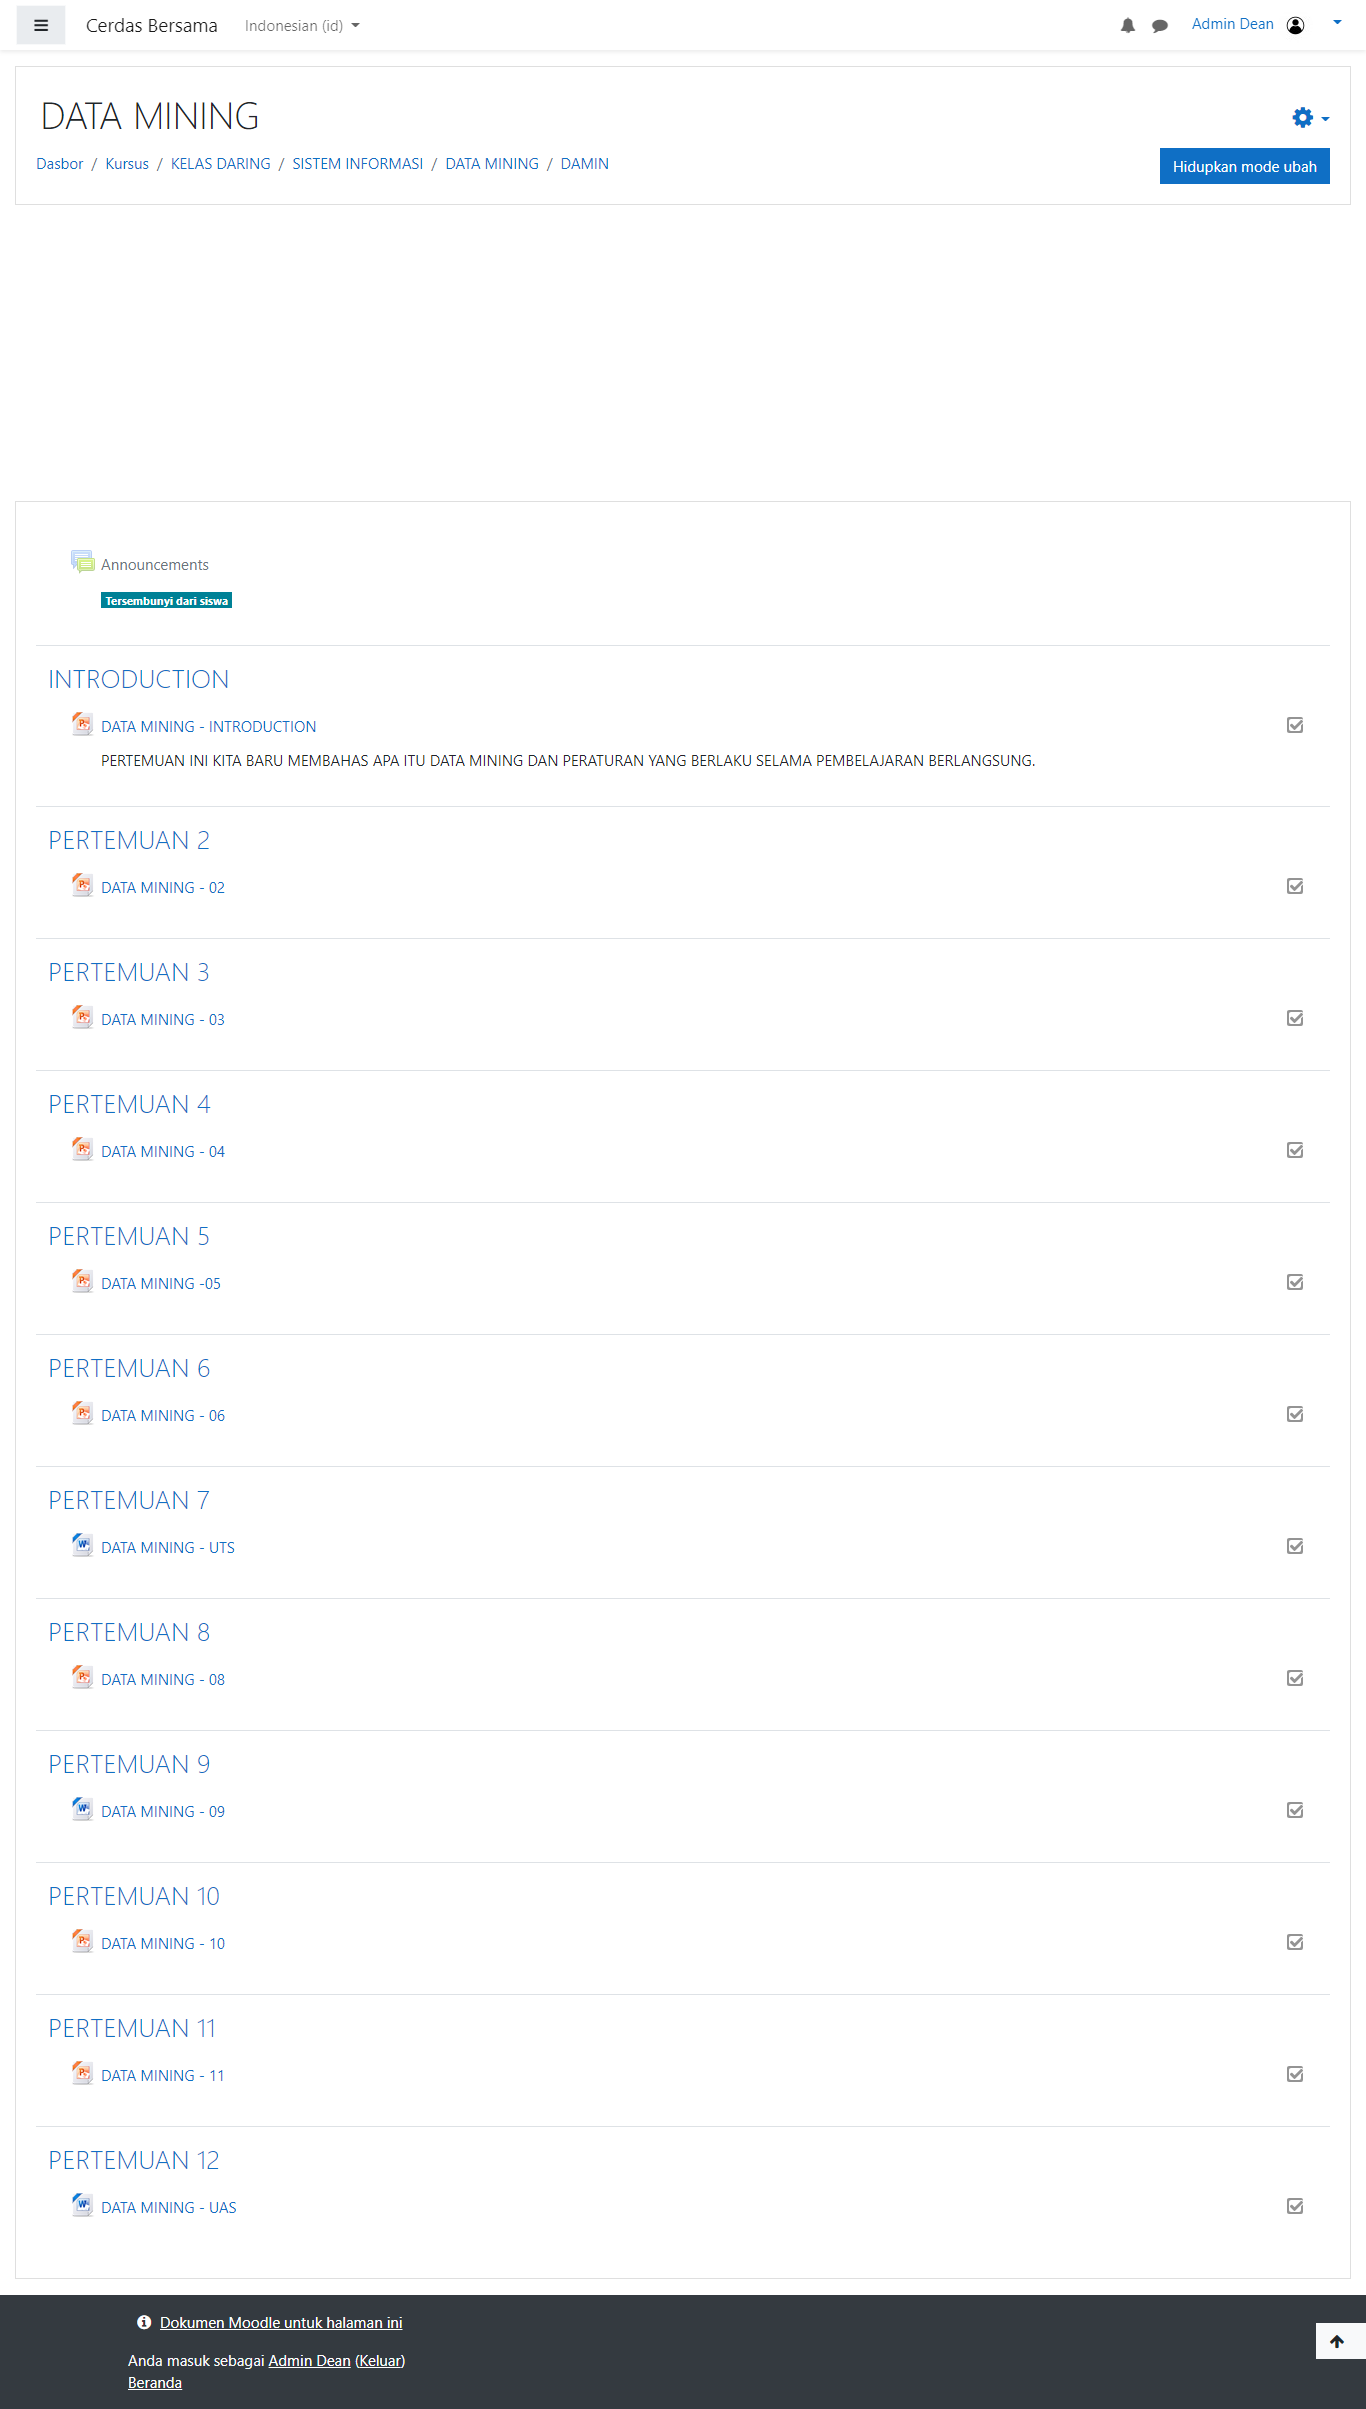 Cerdas Bersama Indonesian (id) Admin Dean
DATA MINING
Dasbor / Kursus / KELAS DARING / SISTEM INFORMASI / DATA MINING / DAMIN
Hidupkan mode ubah
Announcements
Tersembunyi dari siswa
INTRODUCTION
DATA MINING - INTRODUCTION
PERTEMUAN INI KITA BARU MEMBAHAS APA ITU DATA MINING DAN PERATURAN YANG BERLAKU SELAMA PEMBELAJARAN BERLANGSUNG.
PERTEMUAN 2
DATA MINING - 02
PERTEMUAN 3
DATA MINING - 03
PERTEMUAN 4
DATA MINING - 04
PERTEMUAN 5
DATA MINING -05
PERTEMUAN 6
DATA MINING - 06
PERTEMUAN 7
DATA MINING - UTS
PERTEMUAN 8
DATA MINING - 08
PERTEMUAN 9
DATA MINING - 09
PERTEMUAN 10
DATA MINING - 10
PERTEMUAN 11
DATA MINING - 11
PERTEMUAN 12
DATA MINING - UAS
Dokumen Moodle untuk halaman ini
Anda masuk sebagai Admin Dean (Keluar)
Beranda